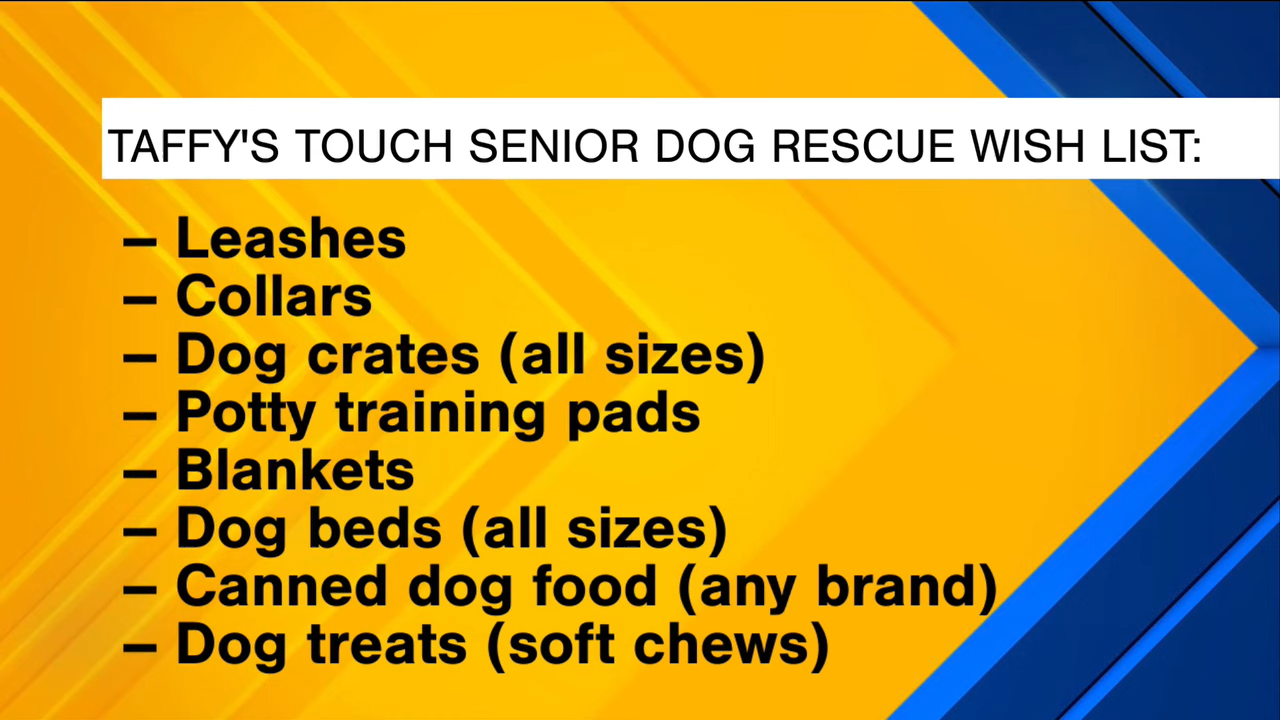 TAFFY'S TOUCH SENIOR DOG RESCUE WISH LIST:
– Leashes
– Collars
– Dog crates (all sizes)
– Potty training pads
– Blankets
– Dog beds (all sizes)
– Canned dog food (any brand)
– Dog treats (soft chews)